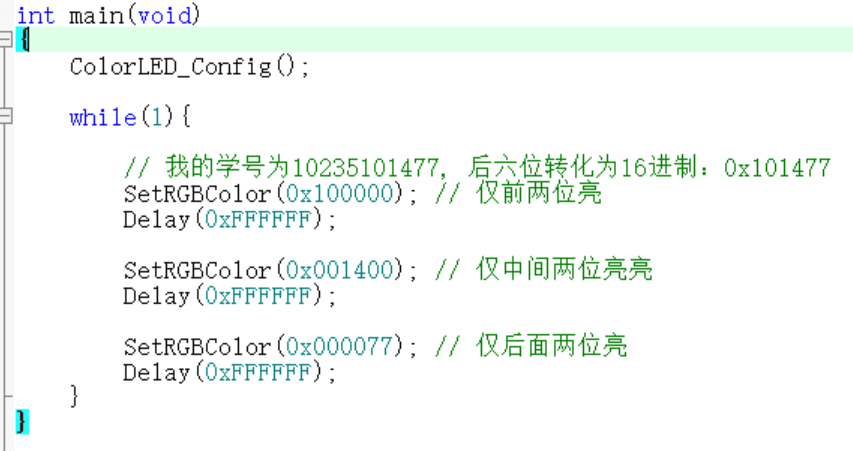 int main(void)
{
ColorLED_Config();
while(1){
// 我的学号为10235101477, 后六位转化为16进制：0x101477
SetRGBColor(0x100000); // 仅前两位亮
Delay(0xFFFFFF);
SetRGBColor(0x001400); // 仅中间两位亮亮
Delay(0xFFFFFF);
SetRGBColor(0x000077); // 仅后面两位亮
Delay(0xFFFFFF);
}
}